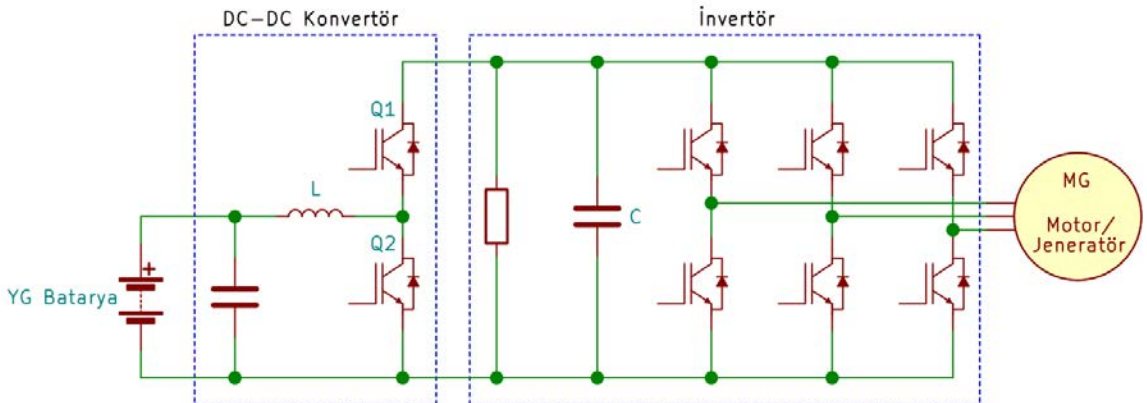 DC-DC Konvertör
İnvertör
Q1
L
Q2
C
MG
Motor/
Jeneratör
+
YG Batarya